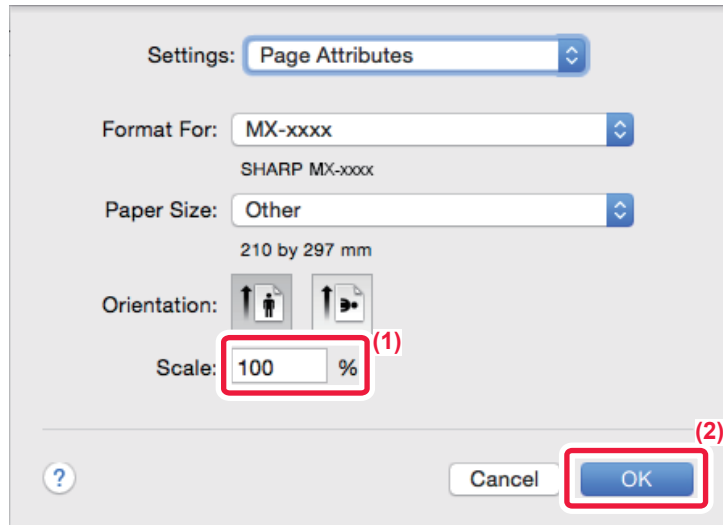 Settings: Page Attributes
Format For: MX-xxxx
SHARP MX-xxxx
Paper Size: Other
210 by 297 mm
Orientation:
(1)
Scale: 100 %
(2)
? Cancel OK